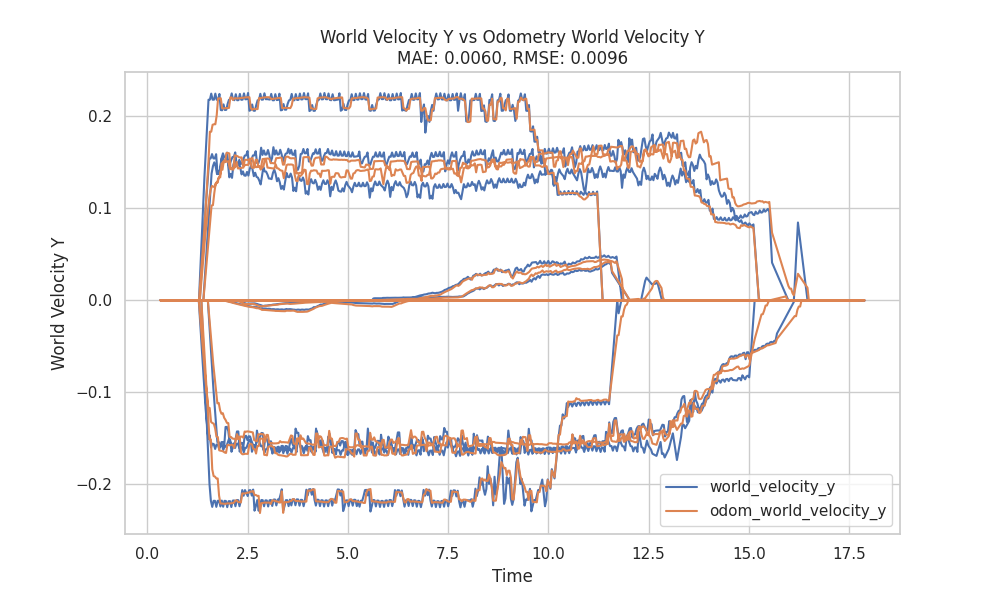 World Velocity Y vs Odometry World Velocity Y
MAE: 0.0060, RMSE: 0.0096
World Velocity Y
0.2
0.1
0.0
−0.1
−0.2
world_velocity_y
odom_world_velocity_y
0.0 2.5 5.0 7.5 10.0 12.5 15.0 17.5
Time